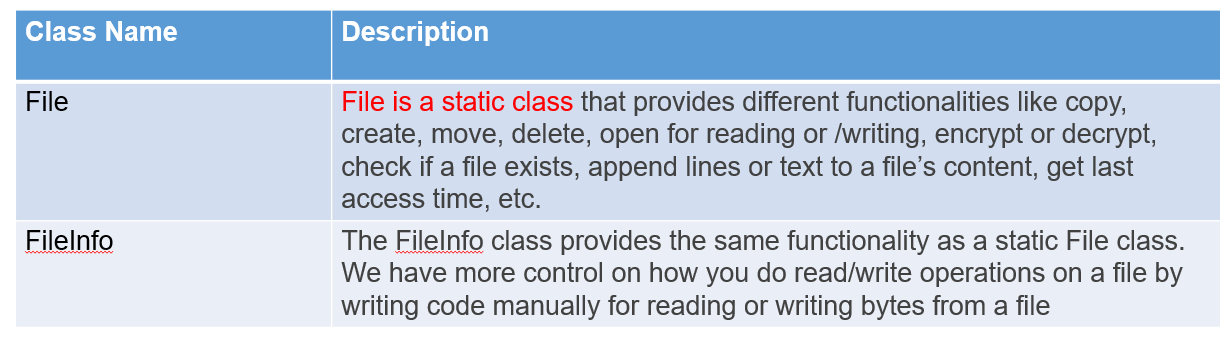 Class Name
Description
File
File is a static class that provides different functionalities like copy,
create, move, delete, open for reading or /writing, encrypt or decrypt,
check if a file exists, append lines or text to a file’s content, get last
access time, etc.
FileInfo
The FileInfo class provides the same functionality as a static File class.
We have more control on how you do read/write operations on a file by
writing code manually for reading or writing bytes from a file